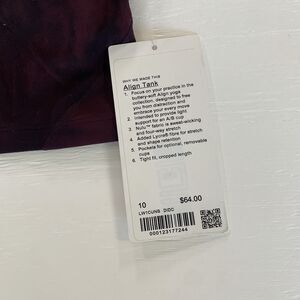 WHY WE MADE THIS
Align Tank
1. Focus on your practice in the
buttery-soft Align yoga
collection, designed to free
you from distraction and
embrace your every move
2. Intended to provide light
support for an A/B cup
3. Nulu™ fabric is sweat-wicking
and four-way stretch
4. Added Lycra® fibre for stretch
and shape retention
5. Pockets for optional, removable
cups
6. Tight fit, cropped length
10
$64.00
LW1CUNS DIDC
000123177244